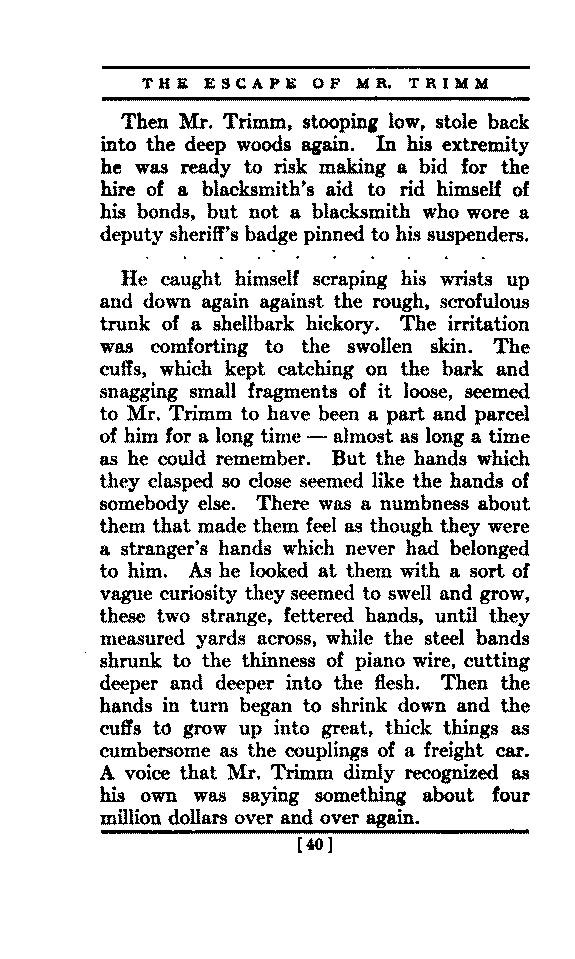 THE ESCAPE OF MR. TRIMM
Then Mr. Trimm, stooping low, stole back
into the deep woods again. In his extremity
he was ready to risk making a bid for the
hire of a blacksmith's aid to rid himself of
his bonds, but not a blacksmith who wore a
deputy sheriff's badge pinned to his suspenders.
. . . . . . . . . .
He caught himself scraping his wrists up
and down again against the rough, scrofulous
trunk of a shellbark hickory. The irritation
was comforting to the swollen skin. The
cuffs, which kept catching on the bark and
snagging small fragments of it loose, seemed
to Mr. Trimm to have been a part and parcel
of him for a long time — almost as long a time
as he could remember. But the hands which
they clasped so close seemed like the hands of
somebody else. There was a numbness about
them that made them feel as though they were
a stranger's hands which never had belonged
to him. As he looked at them with a sort of
vague curiosity they seemed to swell and grow,
these two strange, fettered hands, until they
measured yards across, while the steel bands
shrunk to the thinness of piano wire, cutting
deeper and deeper into the flesh. Then the
hands in turn began to shrink down and the
cuffs to grow up into great, thick things as
cumbersome as the couplings of a freight car.
A voice that Mr. Trimm dimly recognized as
his own was saying something about four
million dollars over and over again.
[40]